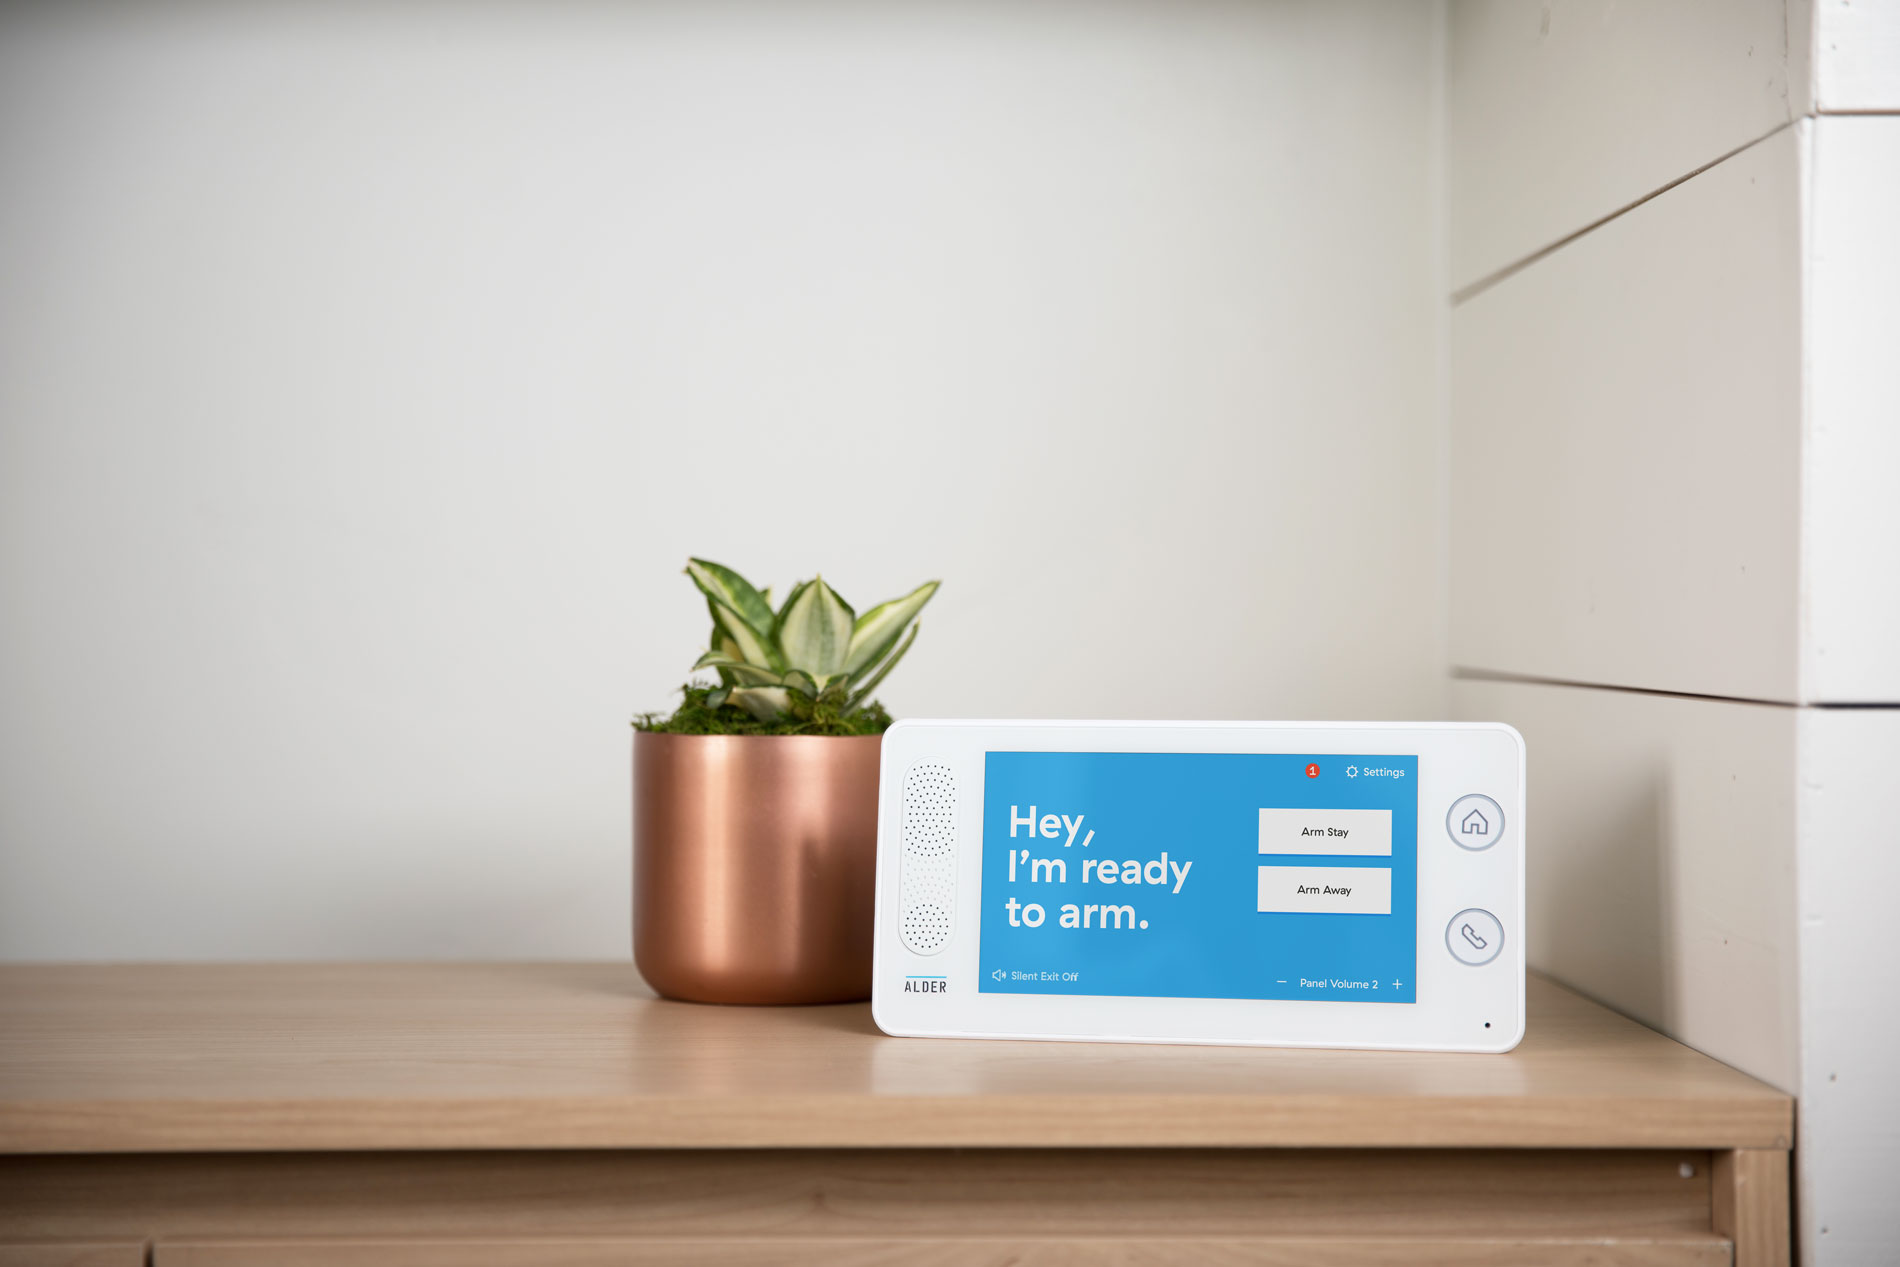 1
Settings
Hey,
I'm ready
to arm.
Arm Stay
Arm Away
Silent Exit Off
− Panel Volume 2 +
ALDER